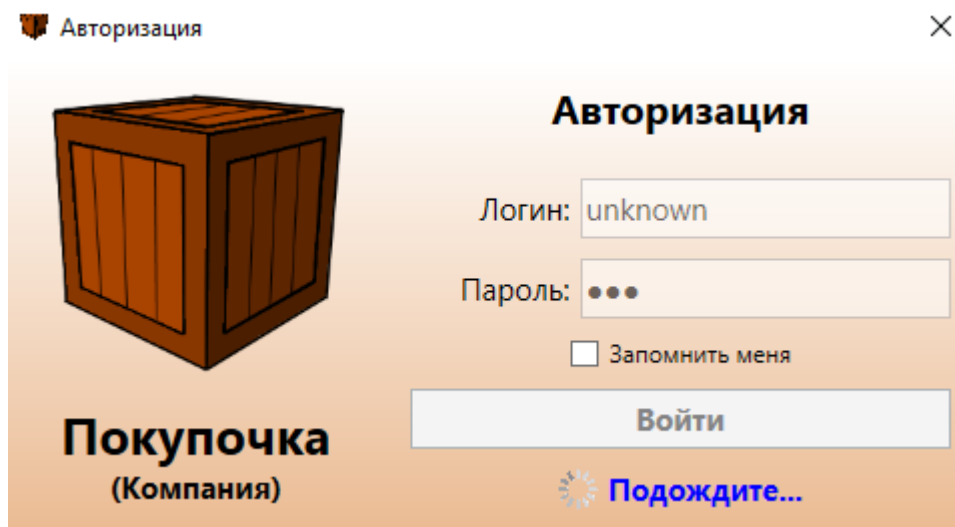 Авторизация
Авторизация
Логин: unknown
Пароль: ●●●
Запомнить меня
Войти
Подождите...
Покупочка
(Компания)